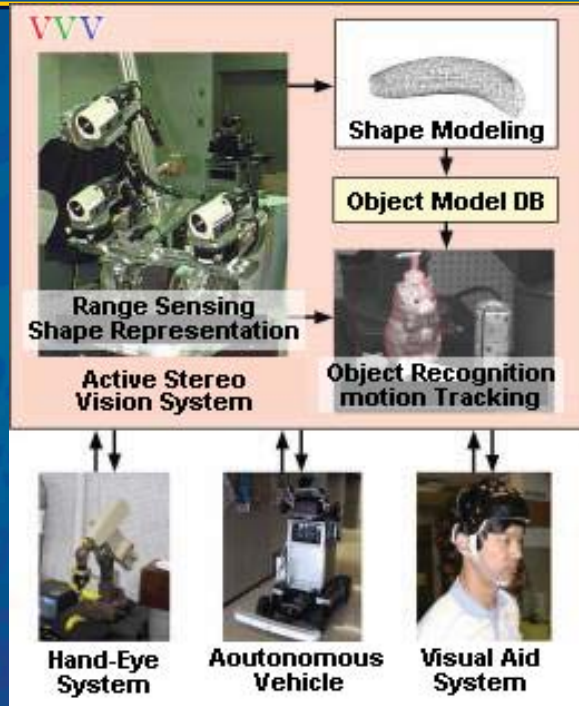 VVV
Shape Modeling
Object Model DB
Range Sensing
Shape Representation
Active Stereo
Vision System
Object Recognition
motion Tracking
Hand-Eye
System
Aoutonomous
Vehicle
Visual Aid
System